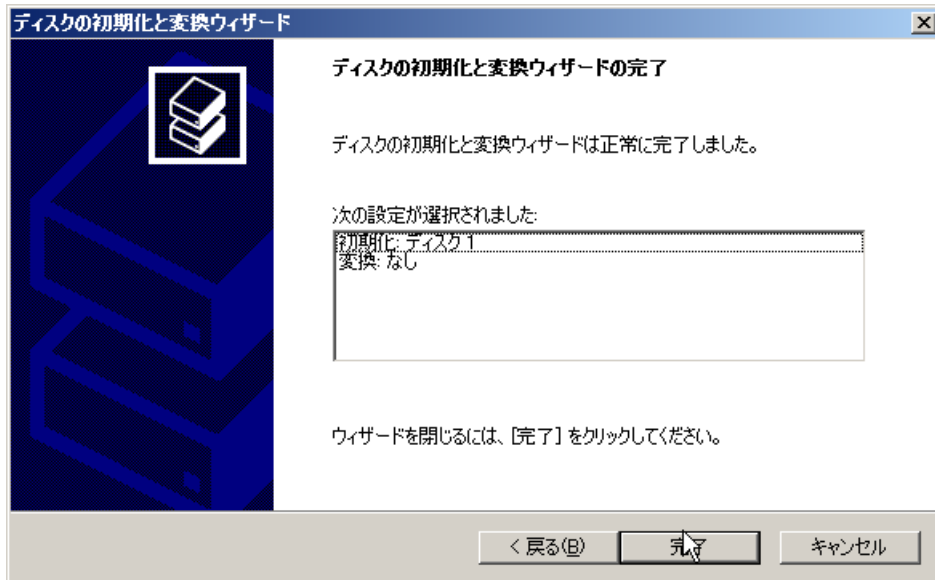 ディスクの初期化と変換ウィザード
ディスクの初期化と変換ウィザードの完了
ディスクの初期化と変換ウィザードは正常に完了しました。
次の設定が選択されました:
初期化: ディスク 1
変換: なし
ウィザードを閉じるには、[完了] をクリックしてください。
< 戻る(B)
完了
キャンセル